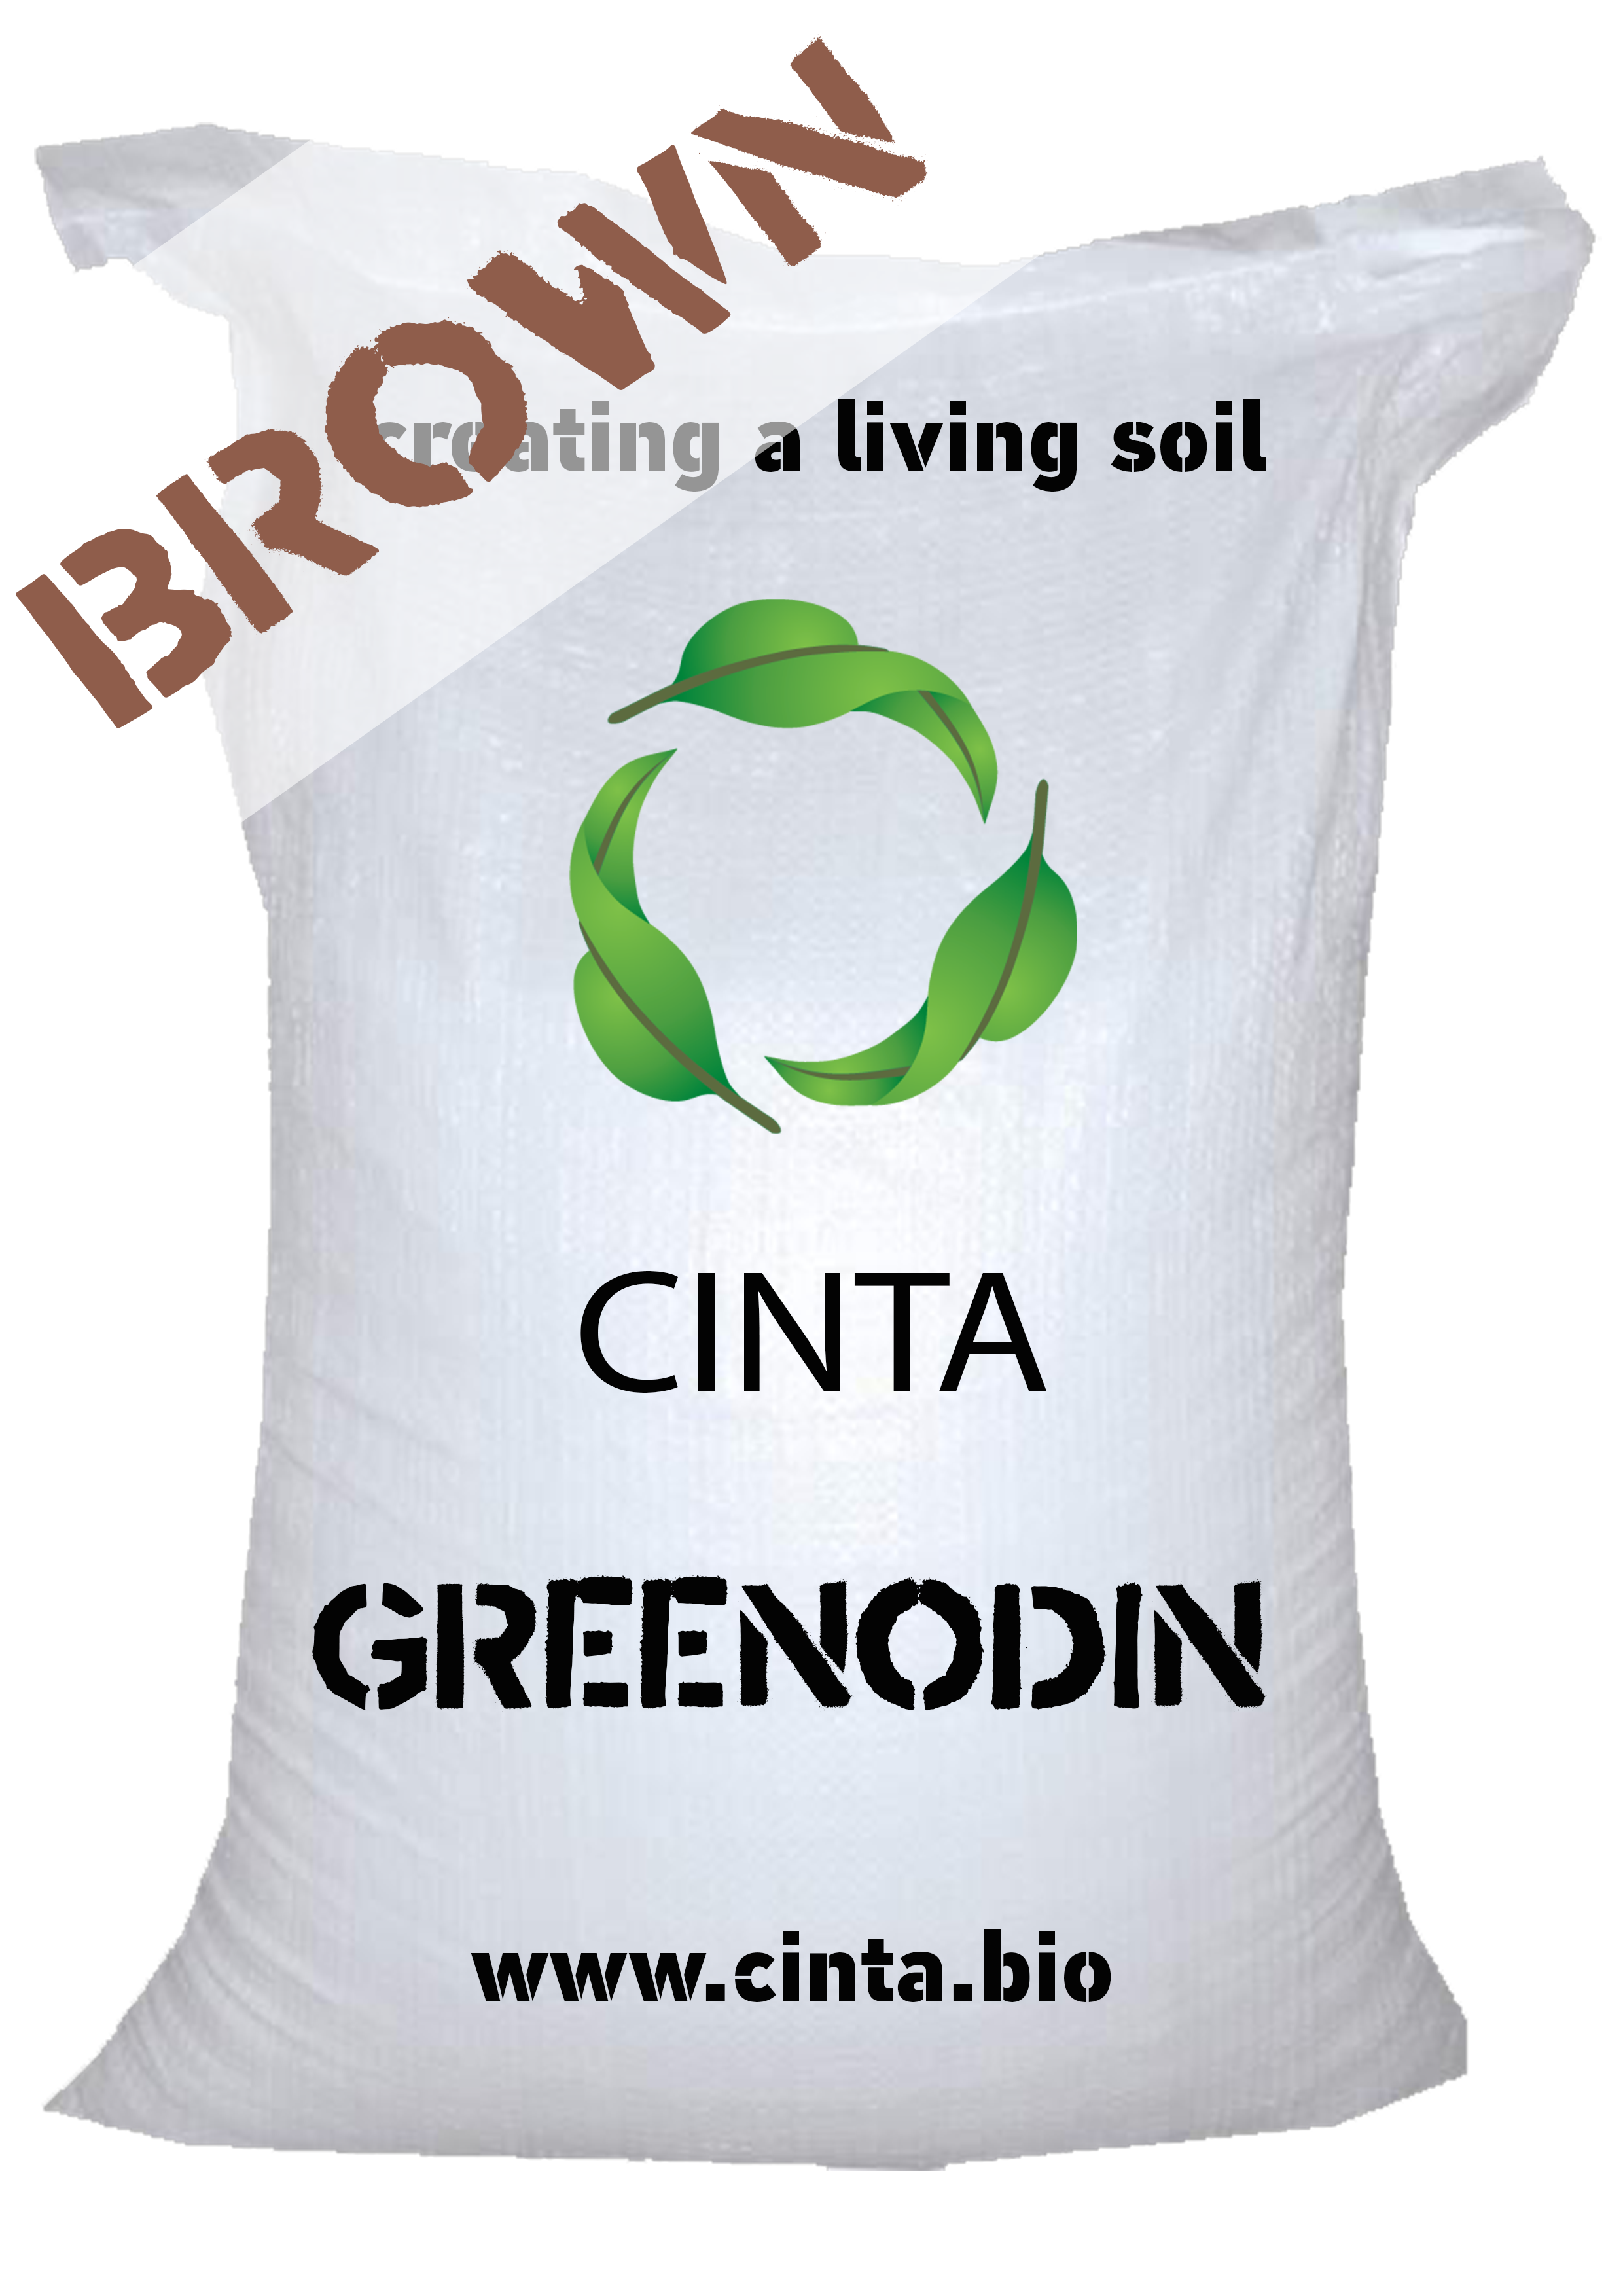 BROWN
creating a living soil
CINTA
GREENODIN
www.cinta.bio